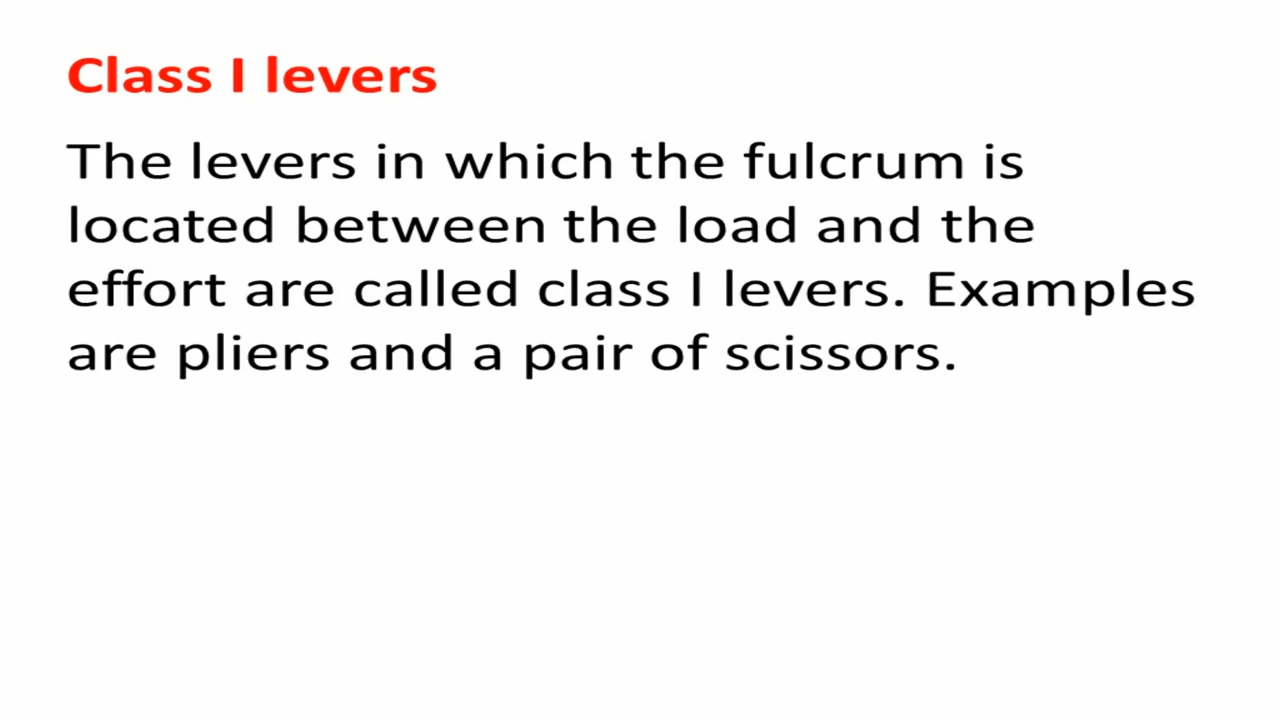 Class I levers
The levers in which the fulcrum is
located between the load and the
effort are called class I levers. Examples
are pliers and a pair of scissors.